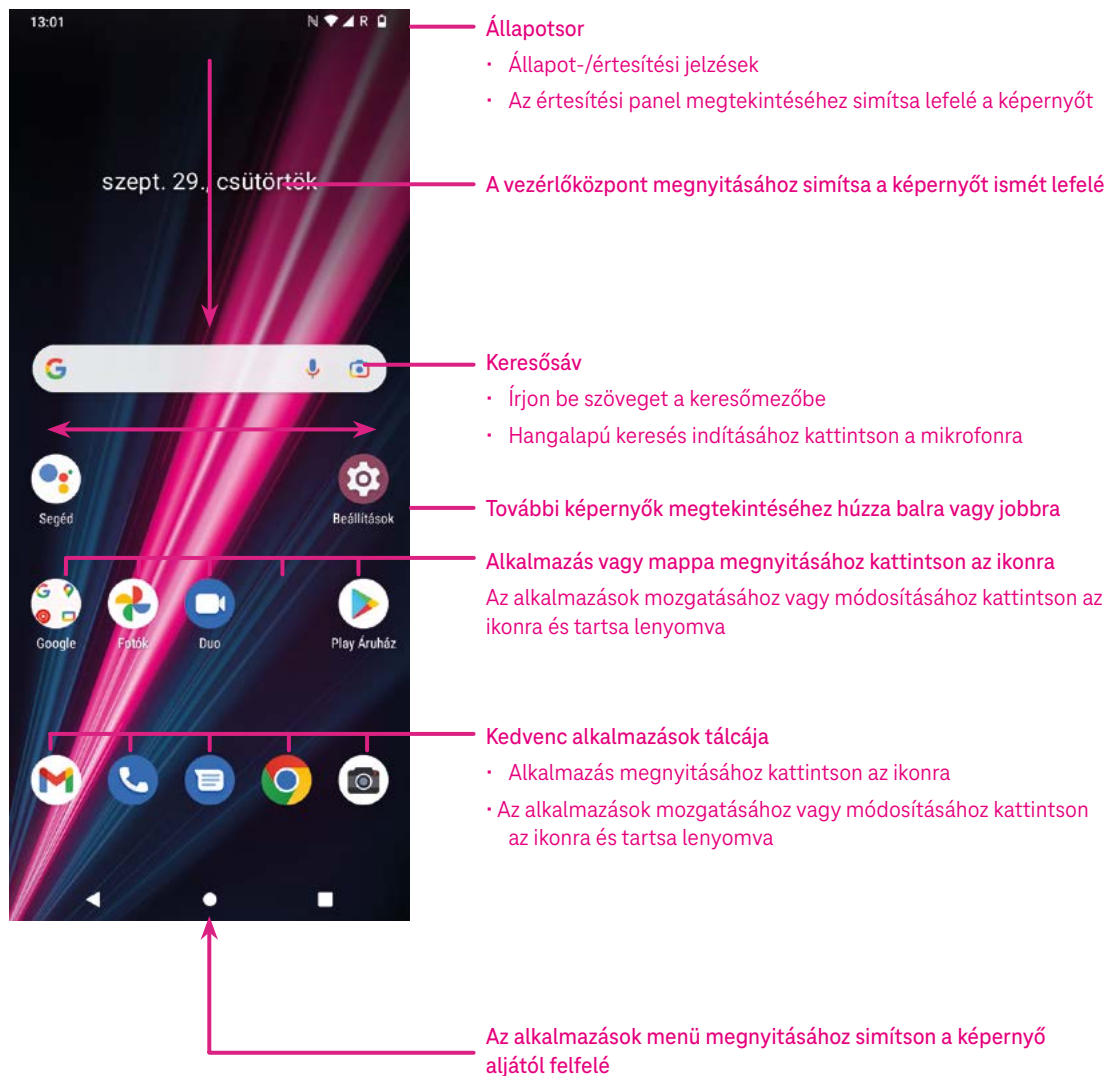 13:01
R
Állapotsor
· Állapot-/értesítési jelzések
· Az értesítési panel megtekintéséhez simítsa lefelé a képernyőt
szept. 29., csütörtök
A vezérlőközpont megnyitásához simítsa a képernyőt ismét lefelé
Keresősáv
· Írjon be szöveget a keresőmezőbe
· Hangalapú keresés indításához kattintson a mikrofonra
Segéd
Beállítások
További képernyők megtekintéséhez húzza balra vagy jobbra
Alkalmazás vagy mappa megnyitásához kattintson az ikonra
Az alkalmazások mozgatásához vagy módosításához kattintson az
ikonra és tartsa lenyomva
Google
Fotók
Duo
Play Áruház
Kedvenc alkalmazások tálcája
· Alkalmazás megnyitásához kattintson az ikonra
· Az alkalmazások mozgatásához vagy módosításához kattintson
az ikonra és tartsa lenyomva
Az alkalmazások menü megnyitásához simítson a képernyő
aljától felfelé